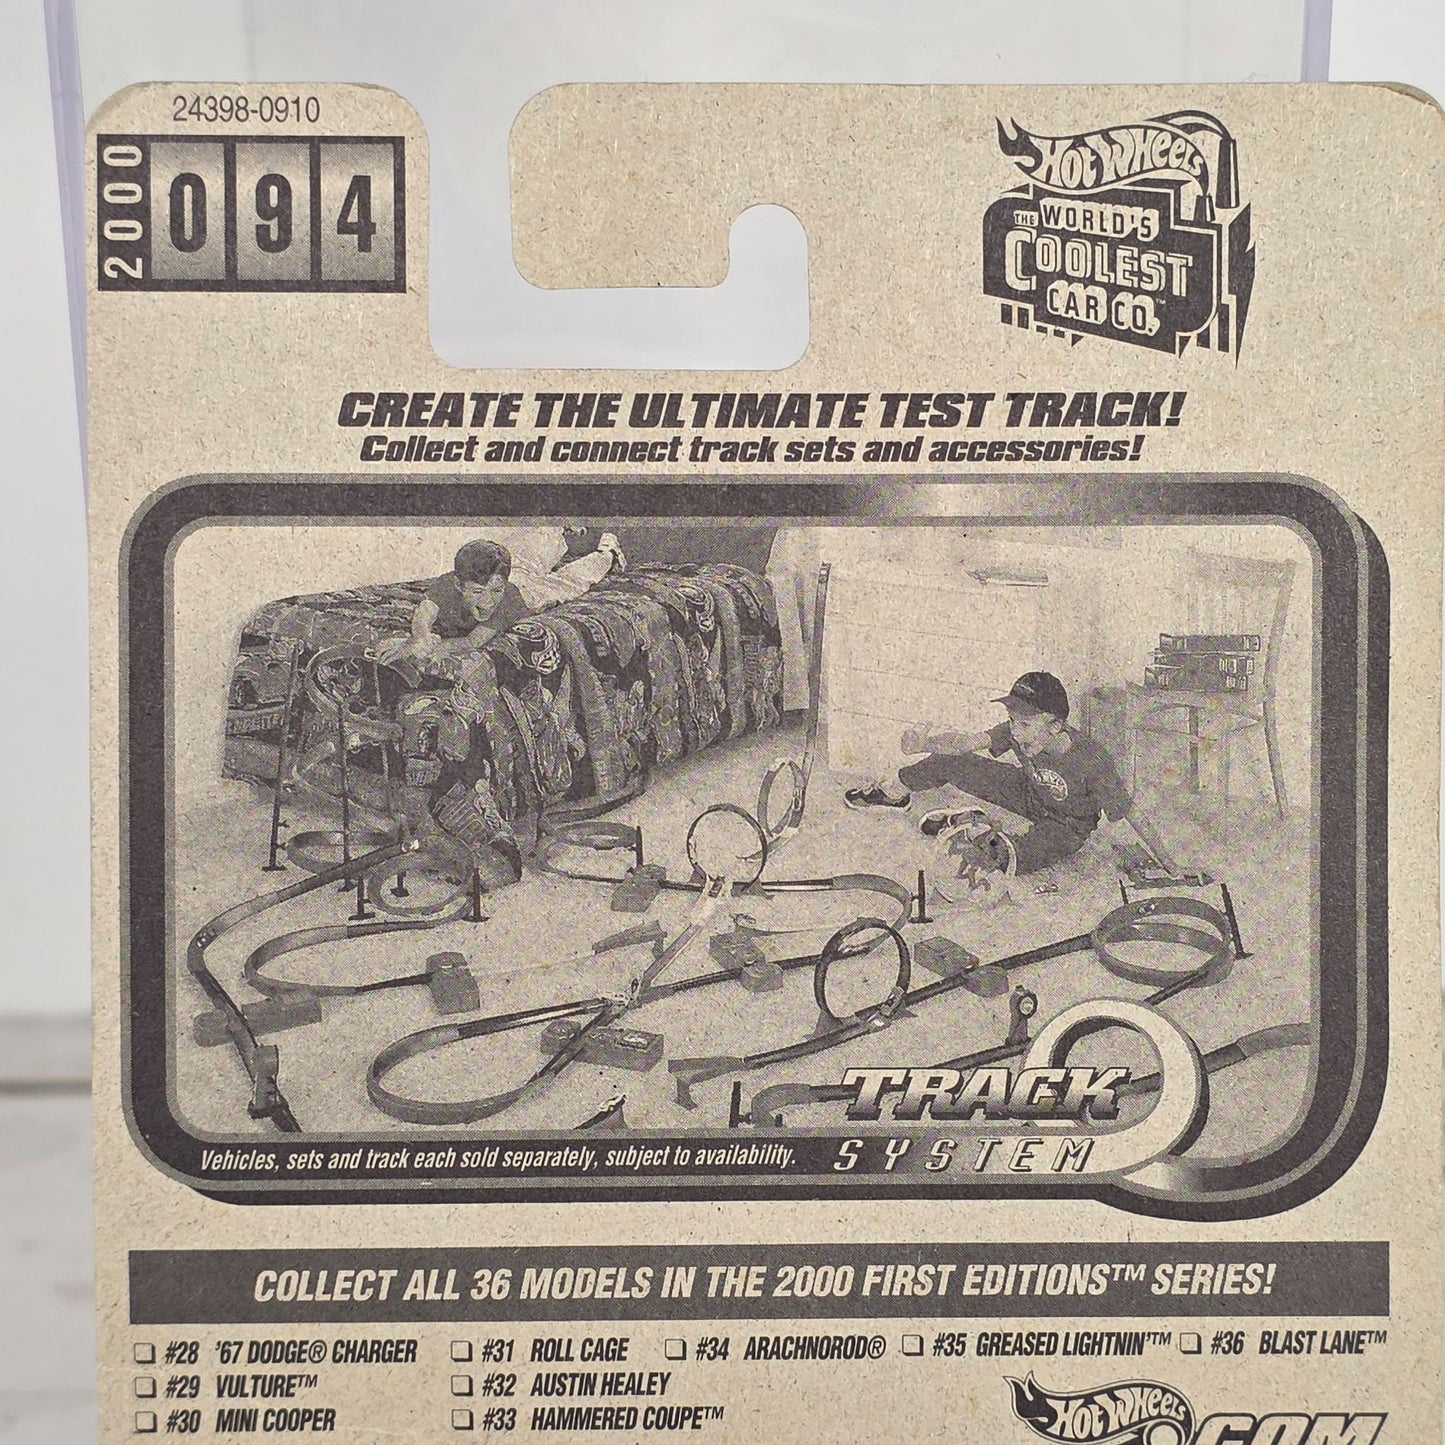 24398-0910
2000 094
HOT WHEELS
THE WORLD'S
COOLEST
CAR CO.™
CREATE THE ULTIMATE TEST TRACK!
Collect and connect track sets and accessories!
TRACK
SYSTEM
Vehicles, sets and track each sold separately, subject to availability.
COLLECT ALL 36 MODELS IN THE 2000 FIRST EDITIONS™ SERIES!
#28 '67 DODGE® CHARGER
#29 VULTURE™
#30 MINI COOPER
#31 ROLL CAGE
#32 AUSTIN HEALEY
#33 HAMMERED COUPE™
#34 ARACHNOROD®
#35 GREASED LIGHTNIN'™
#36 BLAST LANE™
HOT WHEELS.COM